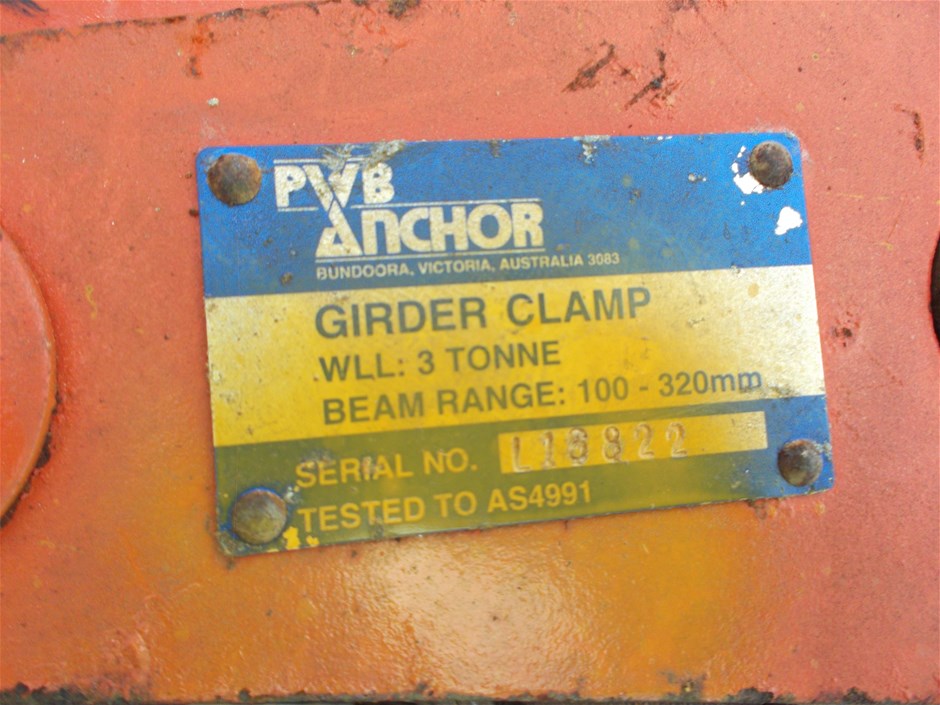 PWB
ANCHOR
BUNDOORA, VICTORIA, AUSTRALIA 3083
GIRDER CLAMP
WLL: 3 TONNE
BEAM RANGE: 100 - 320mm
SERIAL NO. L16822
TESTED TO AS4991